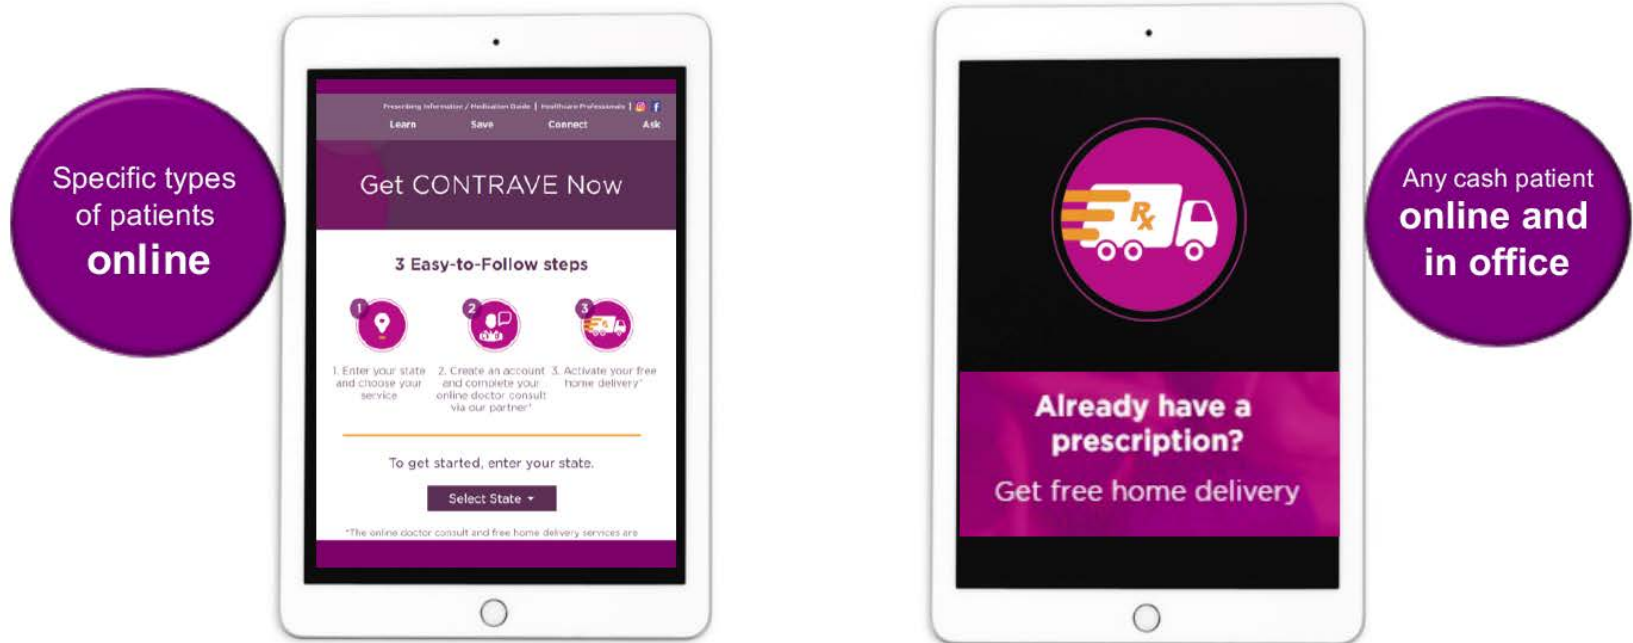 Specific types
of patients
online
Prescribing Information / Medication Guide | Healthcare Professionals |
Learn Save Connect Ask
Get CONTRAVE Now
3 Easy-to-Follow steps
1 2 3
1. Enter your state
and choose your
service
2. Create an account
and complete your
online doctor consult
via our partner*
3. Activate your free
home delivery*
To get started, enter your state.
Select State
*The online doctor consult and free home delivery services are
Rx
Already have a
prescription?
Get free home delivery
Any cash patient
online and
in office